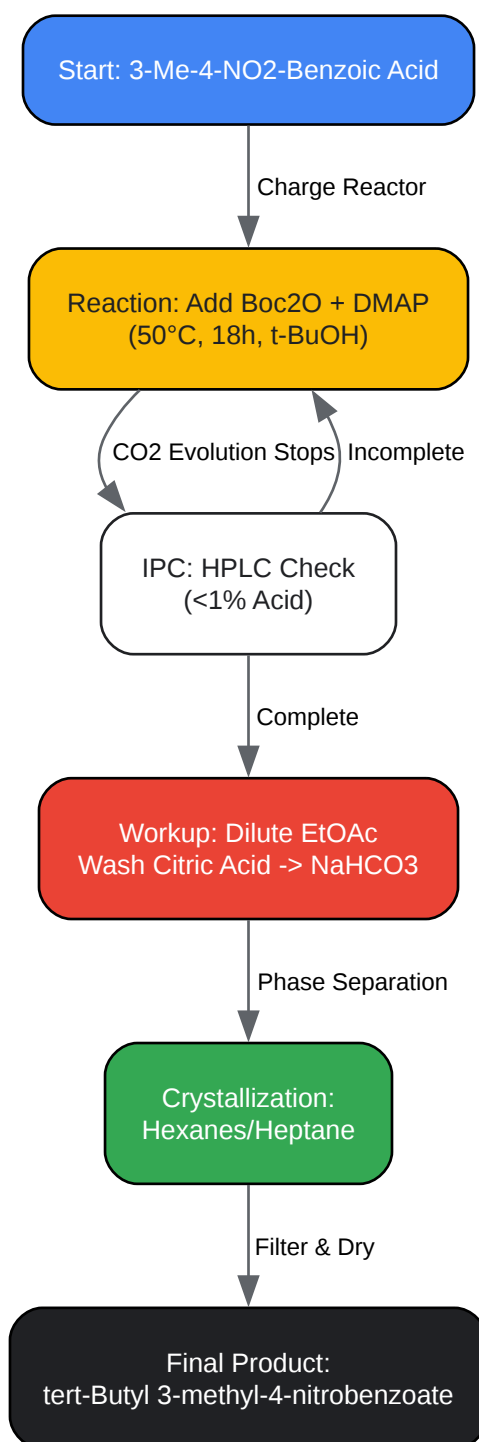 Start: 3-Me-4-NO2-Benzoic Acid
Charge Reactor
Reaction: Add Boc2O + DMAP
(50°C, 18h, t-BuOH)
CO2 Evolution Stops
Incomplete
IPC: HPLC Check
(<1% Acid)
Complete
Workup: Dilute EtOAc
Wash Citric Acid -> NaHCO3
Phase Separation
Crystallization:
Hexanes/Heptane
Filter & Dry
Final Product:
tert-Butyl 3-methyl-4-nitrobenzoate